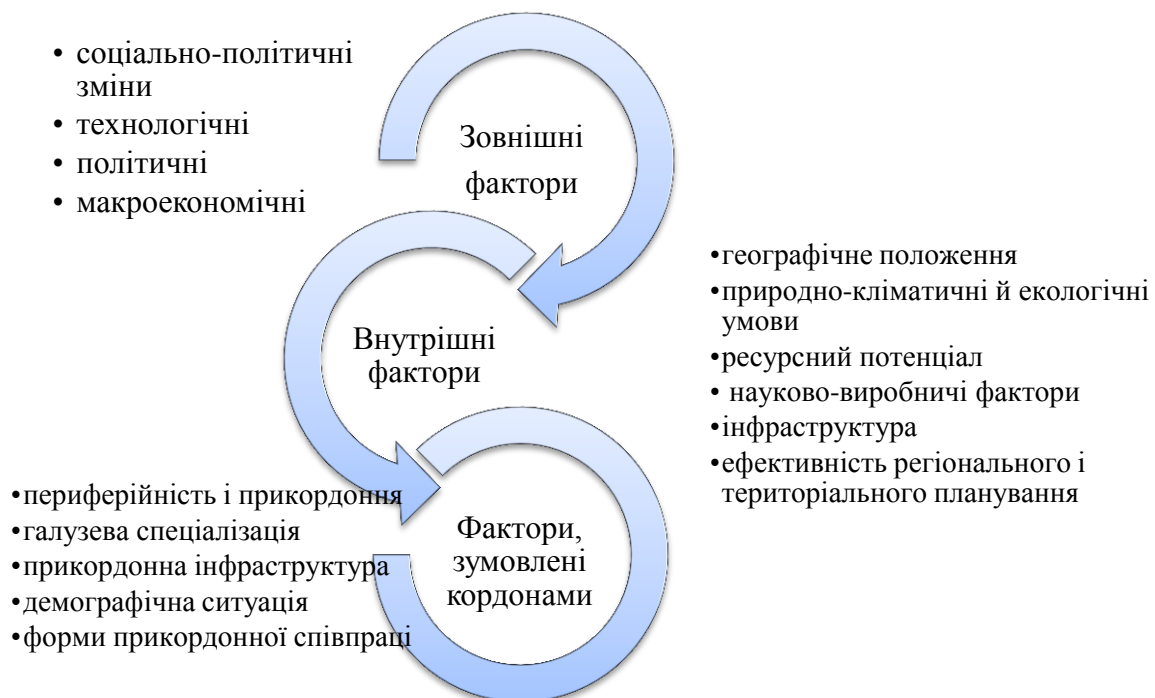 • соціально-політичні
зміни
• технологічні
• політичні
• макроекономічні
Зовнішні
фактори
•географічне положення
•природно-кліматичні й екологічні
умови
•ресурсний потенціал
• науково-виробничі фактори
•інфраструктура
•ефективність регіонального і
територіального планування
Внутрішні
фактори
•периферійність і прикордоння
•галузева спеціалізація
•прикордонна інфраструктура
•демографічна ситуація
•форми прикордонної співпраці
Фактори,
зумовлені
кордонами